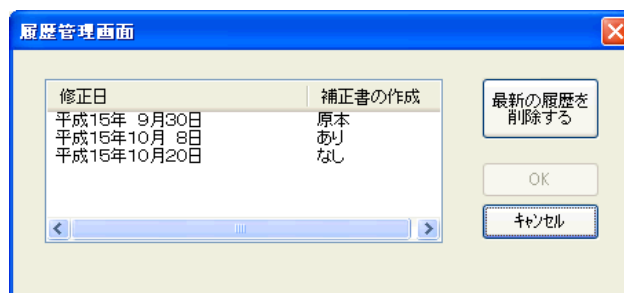 履歴管理画面
修正日 補正書の作成
平成15年 9月30日 原本
平成15年10月 8日 あり
平成15年10月20日 なし
最新の履歴を
削除する
OK
キャンセル